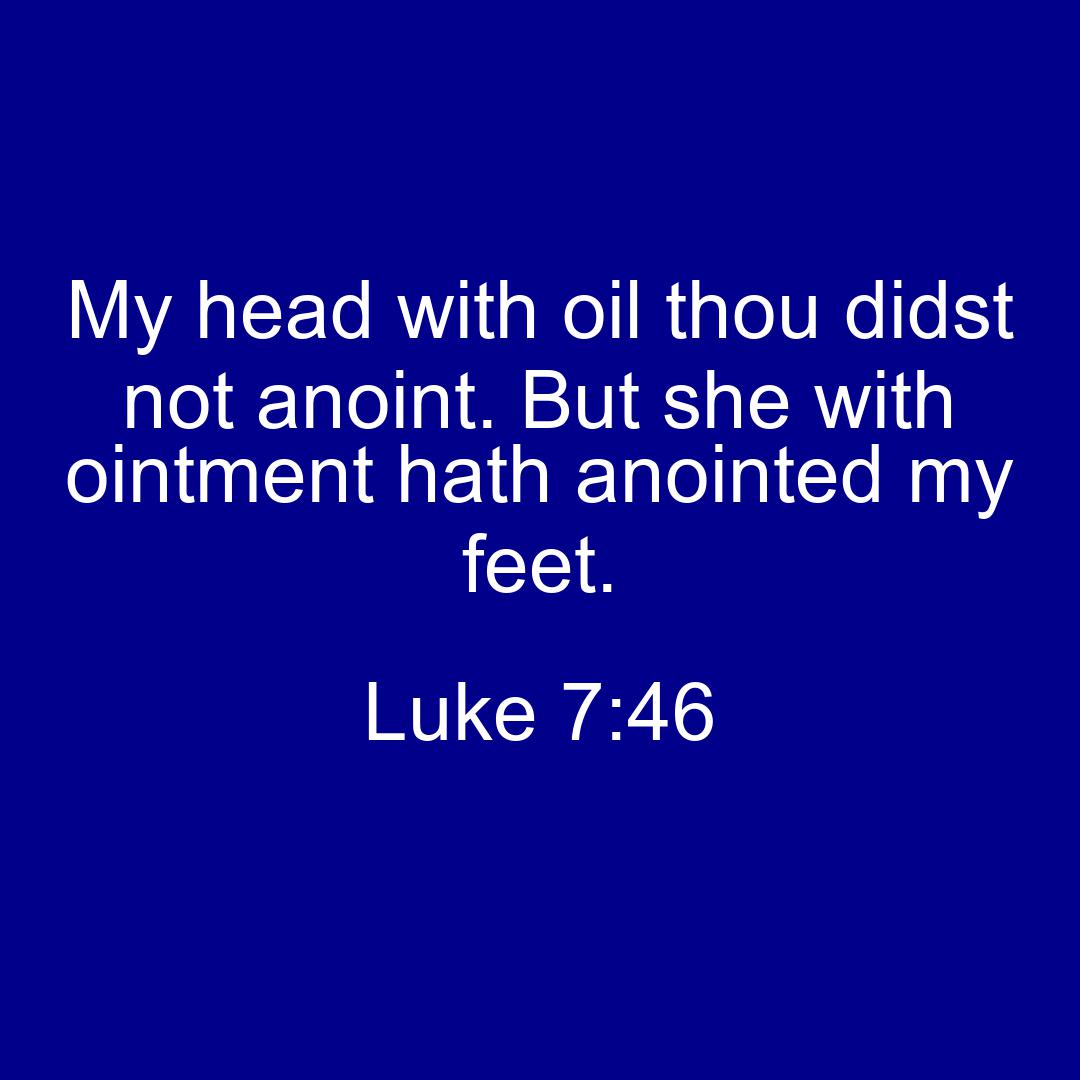 My head with oil thou didst
not anoint. But she with
ointment hath anointed my
feet.
Luke 7:46